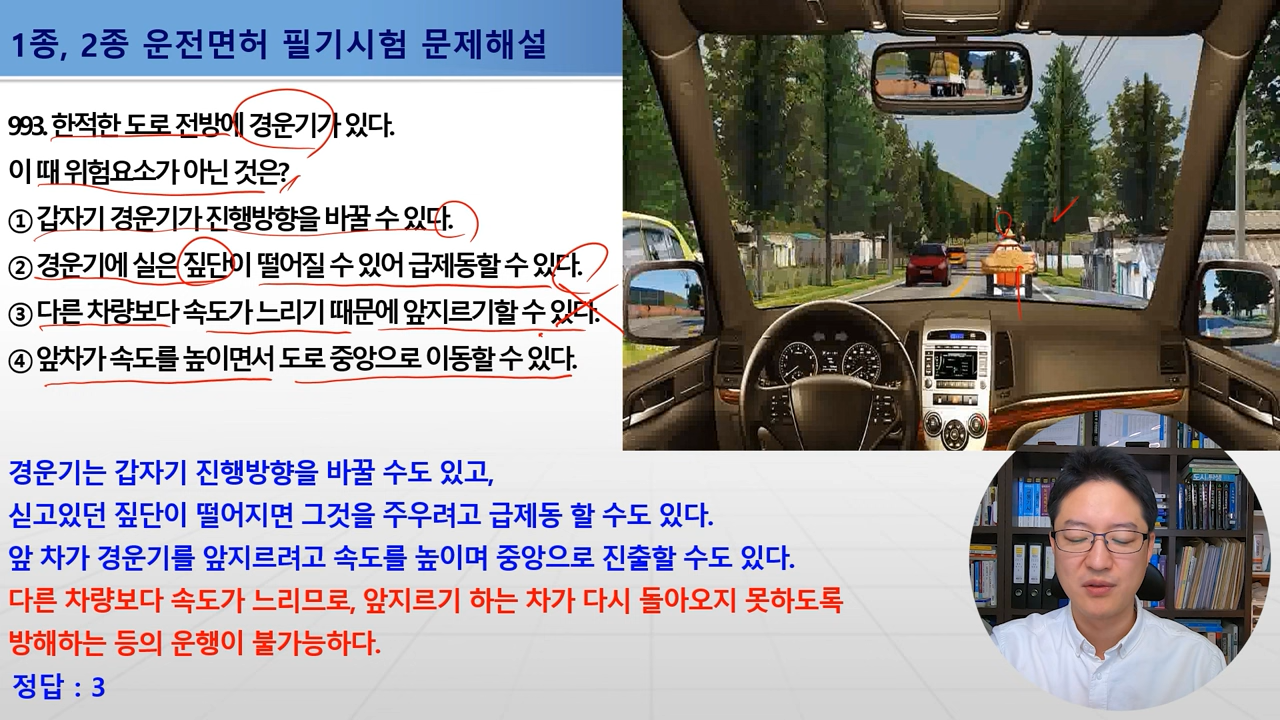 1종, 2종 운전면허 필기시험 문제해설
993. 한적한 도로 전방에 경운기가 있다.
이 때 위험요소가 아닌 것은?
① 갑자기 경운기가 진행방향을 바꿀 수 있다.
② 경운기에 실은 짚단이 떨어질 수 있어 급제동할 수 있다.
③ 다른 차량보다 속도가 느리기 때문에 앞지르기할 수 있다.
④ 앞차가 속도를 높이면서 도로 중앙으로 이동할 수 있다.
경운기는 갑자기 진행방향을 바꿀 수도 있고,
싣고있던 짚단이 떨어지면 그것을 주우려고 급제동 할 수도 있다.
앞 차가 경운기를 앞지르려고 속도를 높이며 중앙으로 진출할 수도 있다.
다른 차량보다 속도가 느리므로, 앞지르기 하는 차가 다시 돌아오지 못하도록
방해하는 등의 운행이 불가능하다.
정답 : 3